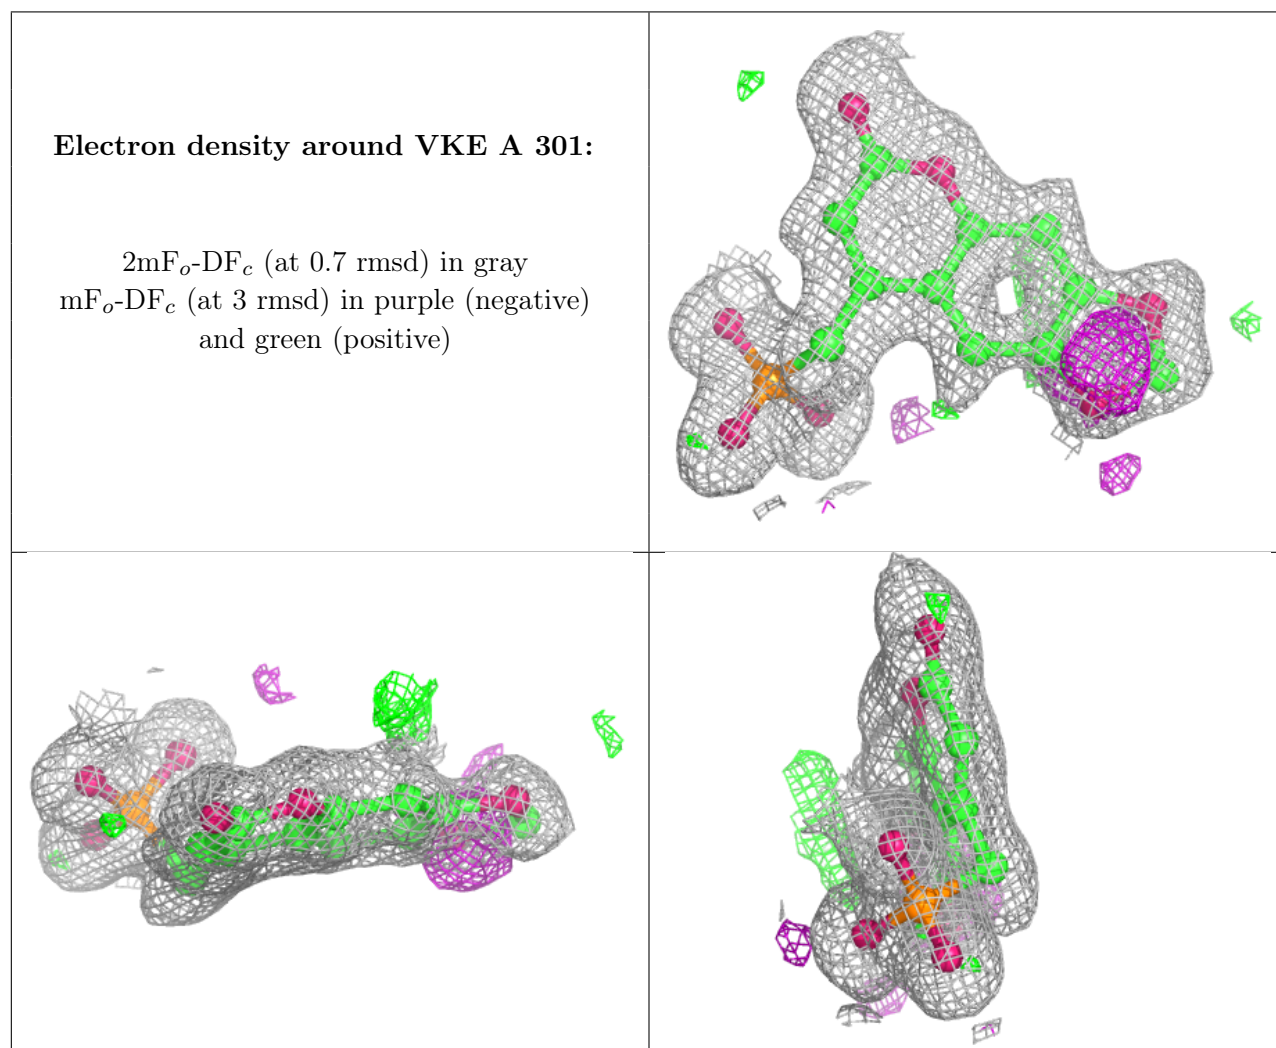 Electron density around VKE A 301:
2mFo-DFc (at 0.7 rmsd) in gray
mFo-DFc (at 3 rmsd) in purple (negative)
and green (positive)